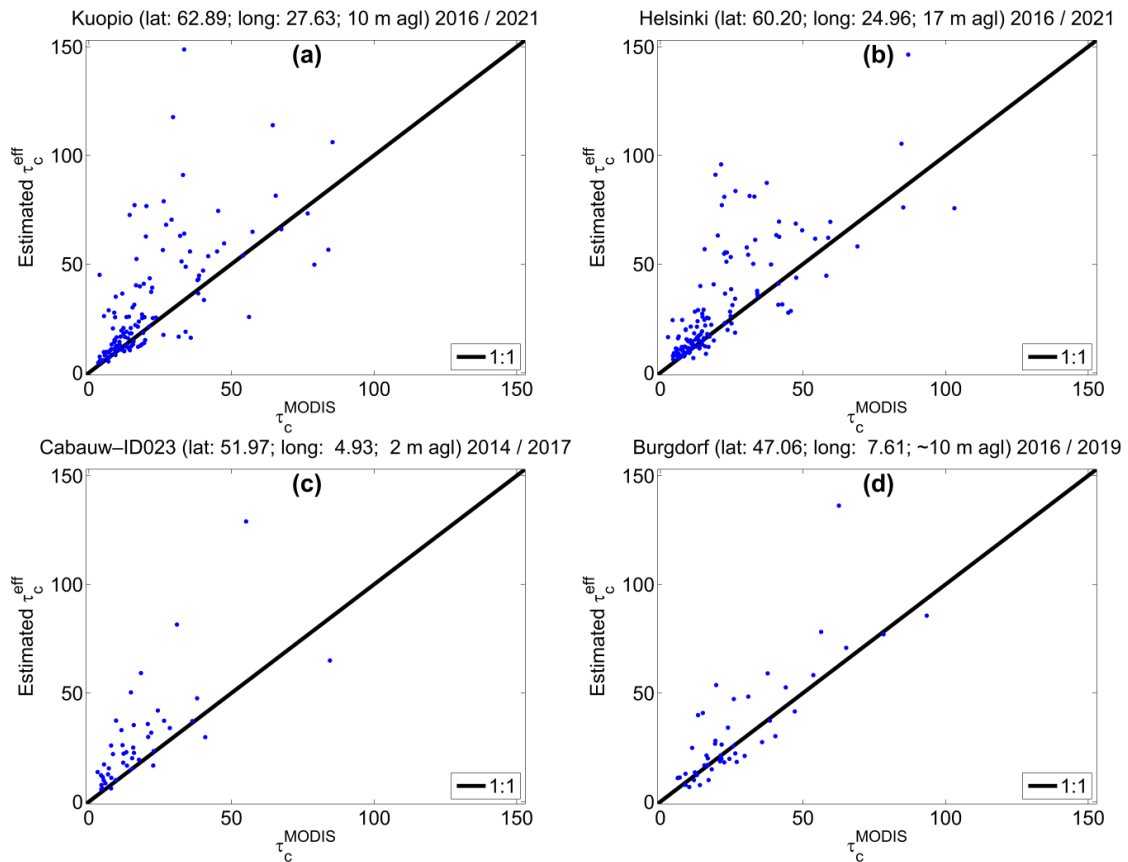 Kuopio (lat: 62.89; long: 27.63; 10 m agl) 2016 / 2021
(a)
150
100
50
0
Estimated τ_c^eff
0 50 100 150
τ_c^MODIS
1:1
Helsinki (lat: 60.20; long: 24.96; 17 m agl) 2016 / 2021
(b)
150
100
50
0
Estimated τ_c^eff
0 50 100 150
τ_c^MODIS
1:1
Cabauw–ID023 (lat: 51.97; long: 4.93; 2 m agl) 2014 / 2017
(c)
150
100
50
0
Estimated τ_c^eff
0 50 100 150
τ_c^MODIS
1:1
Burgdorf (lat: 47.06; long: 7.61; ~10 m agl) 2016 / 2019
(d)
150
100
50
0
Estimated τ_c^eff
0 50 100 150
τ_c^MODIS
1:1